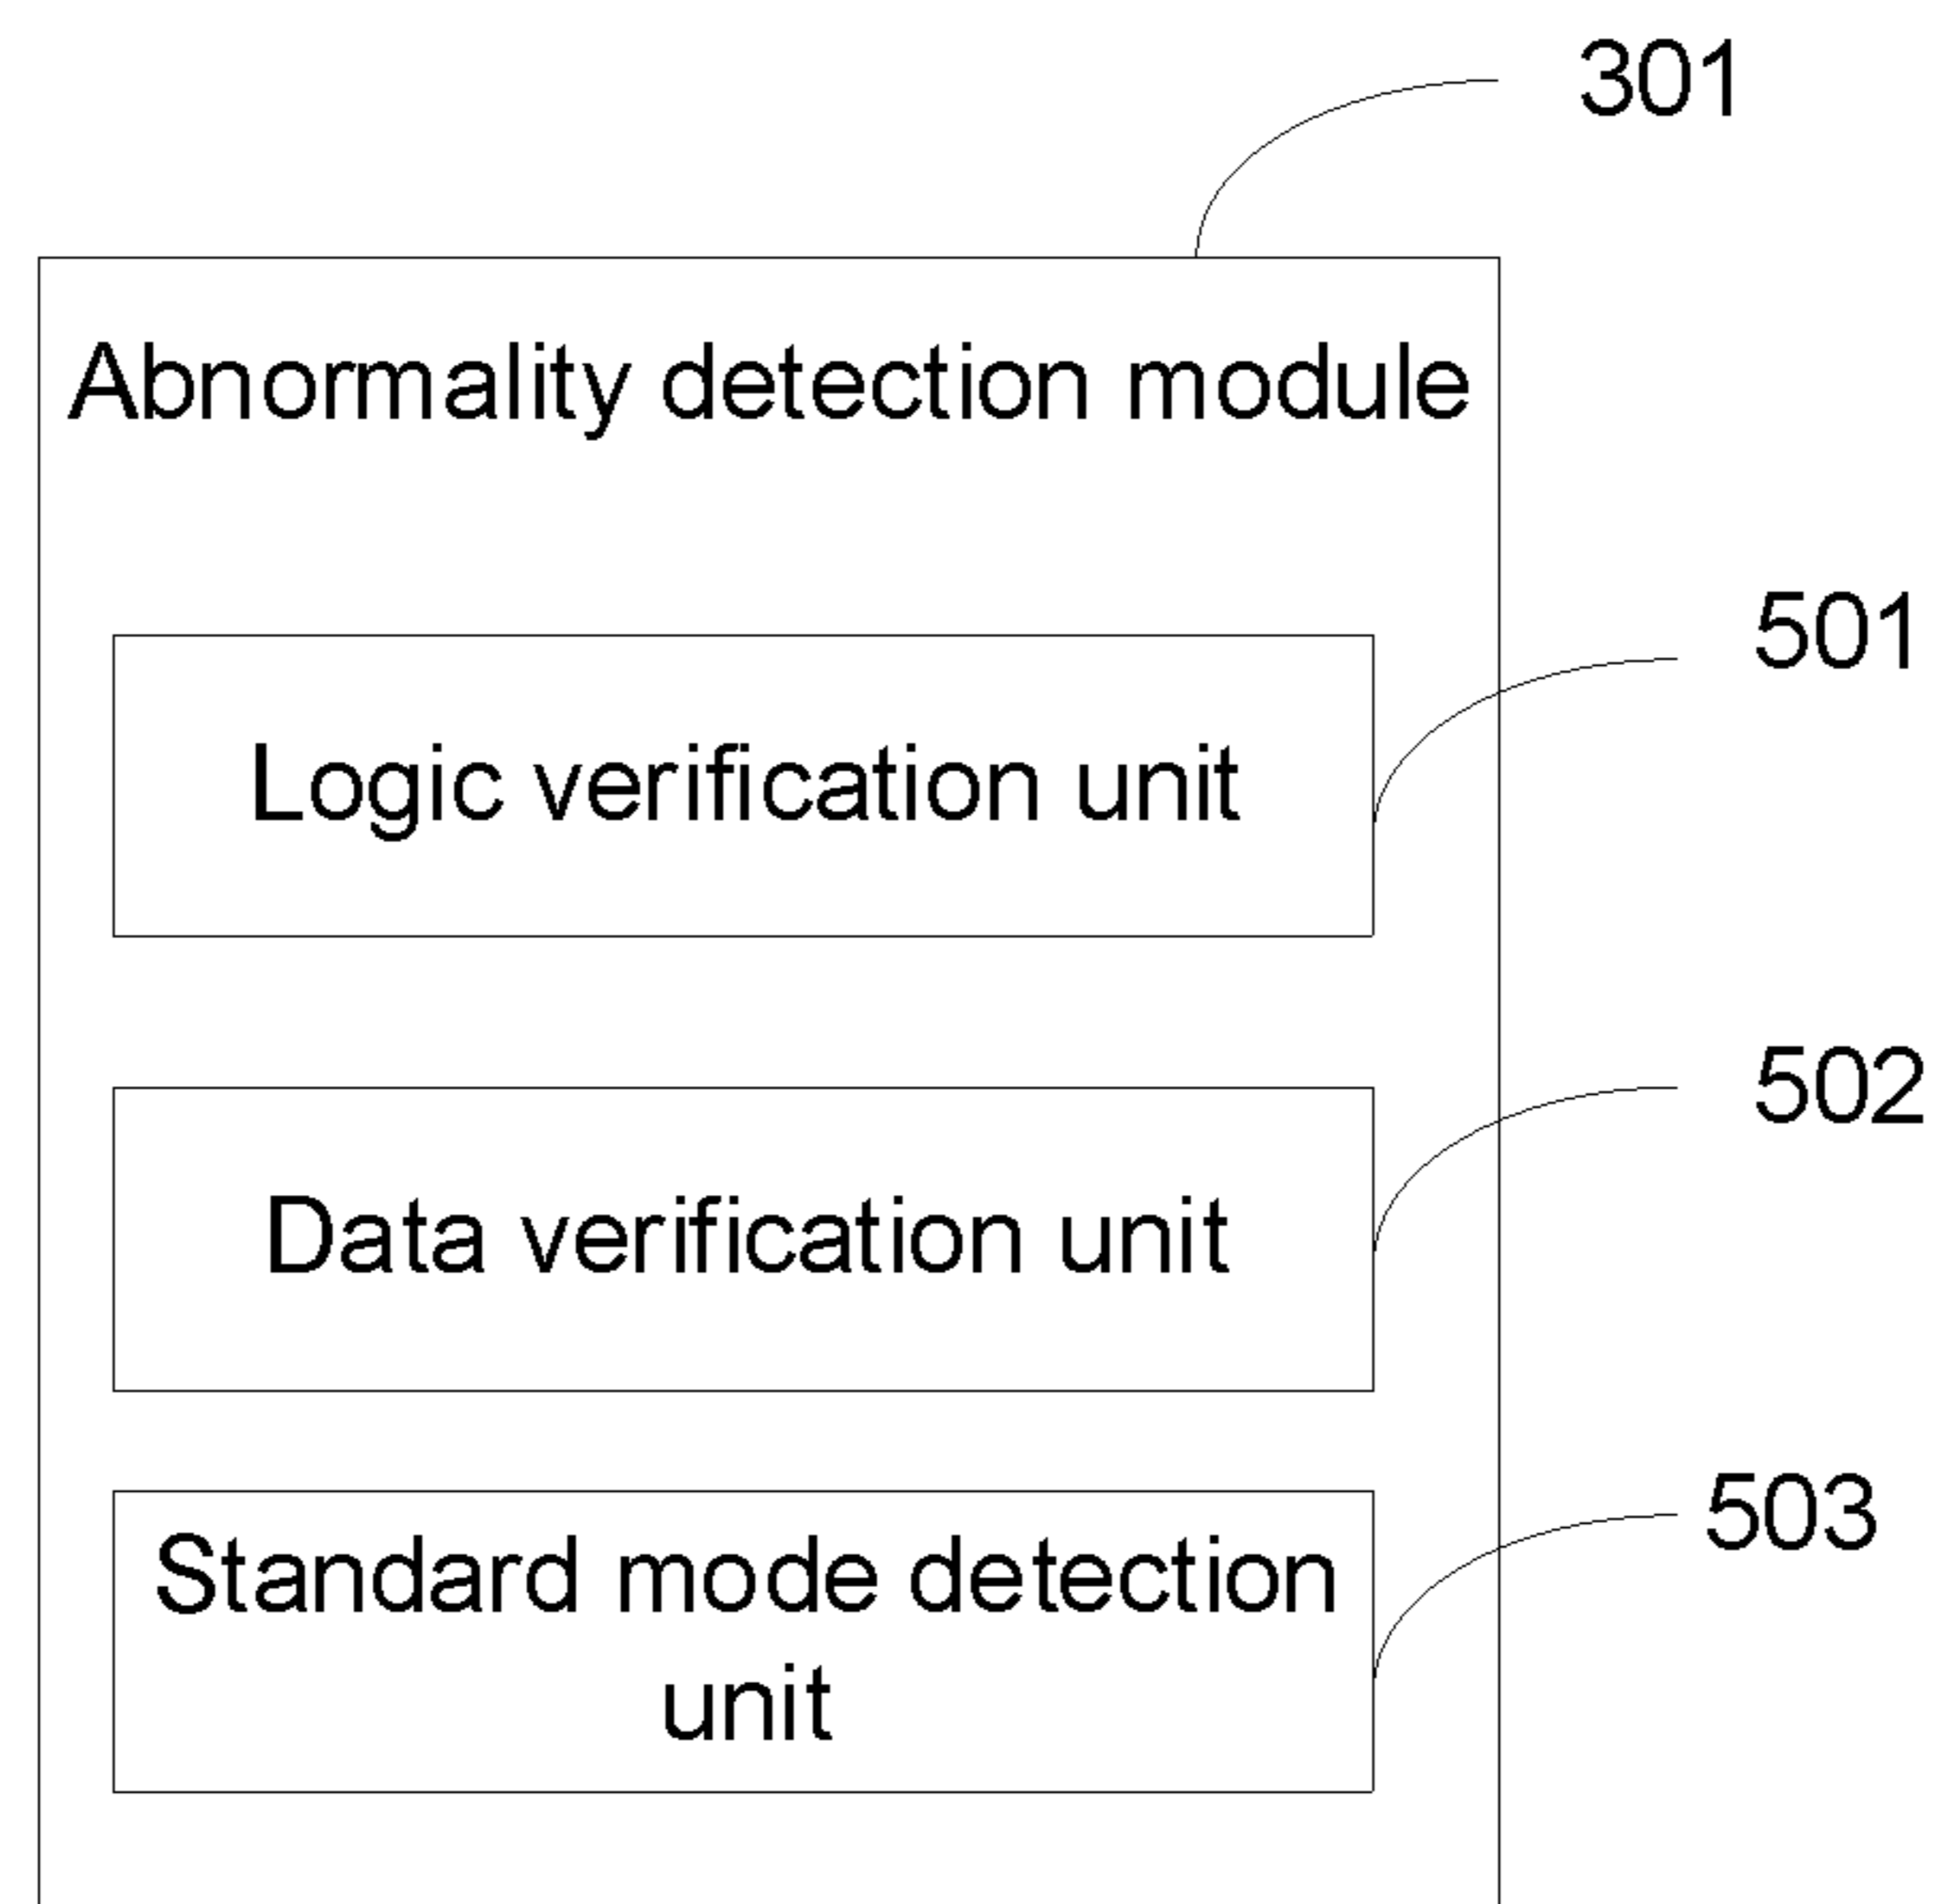 301
Abnormality detection module
501
Logic verification unit
502
Data verification unit
503
Standard mode detection
unit